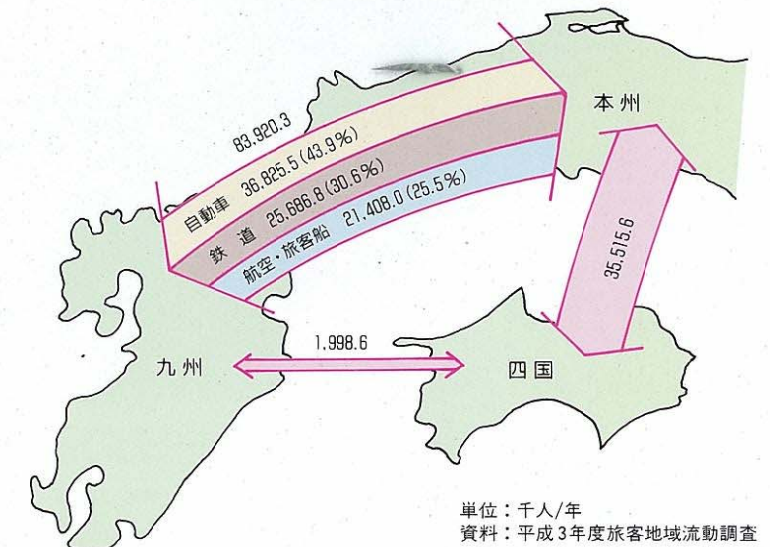 本州
83,920.3
自動車 36,825.5(43.9%)
鉄 道 25,686.8(30.6%)
航空・旅客船 21,408.0(25.5%)
35,515.6
1,998.6
九州
四国
単位：千人/年
資料：平成3年度旅客地域流動調査